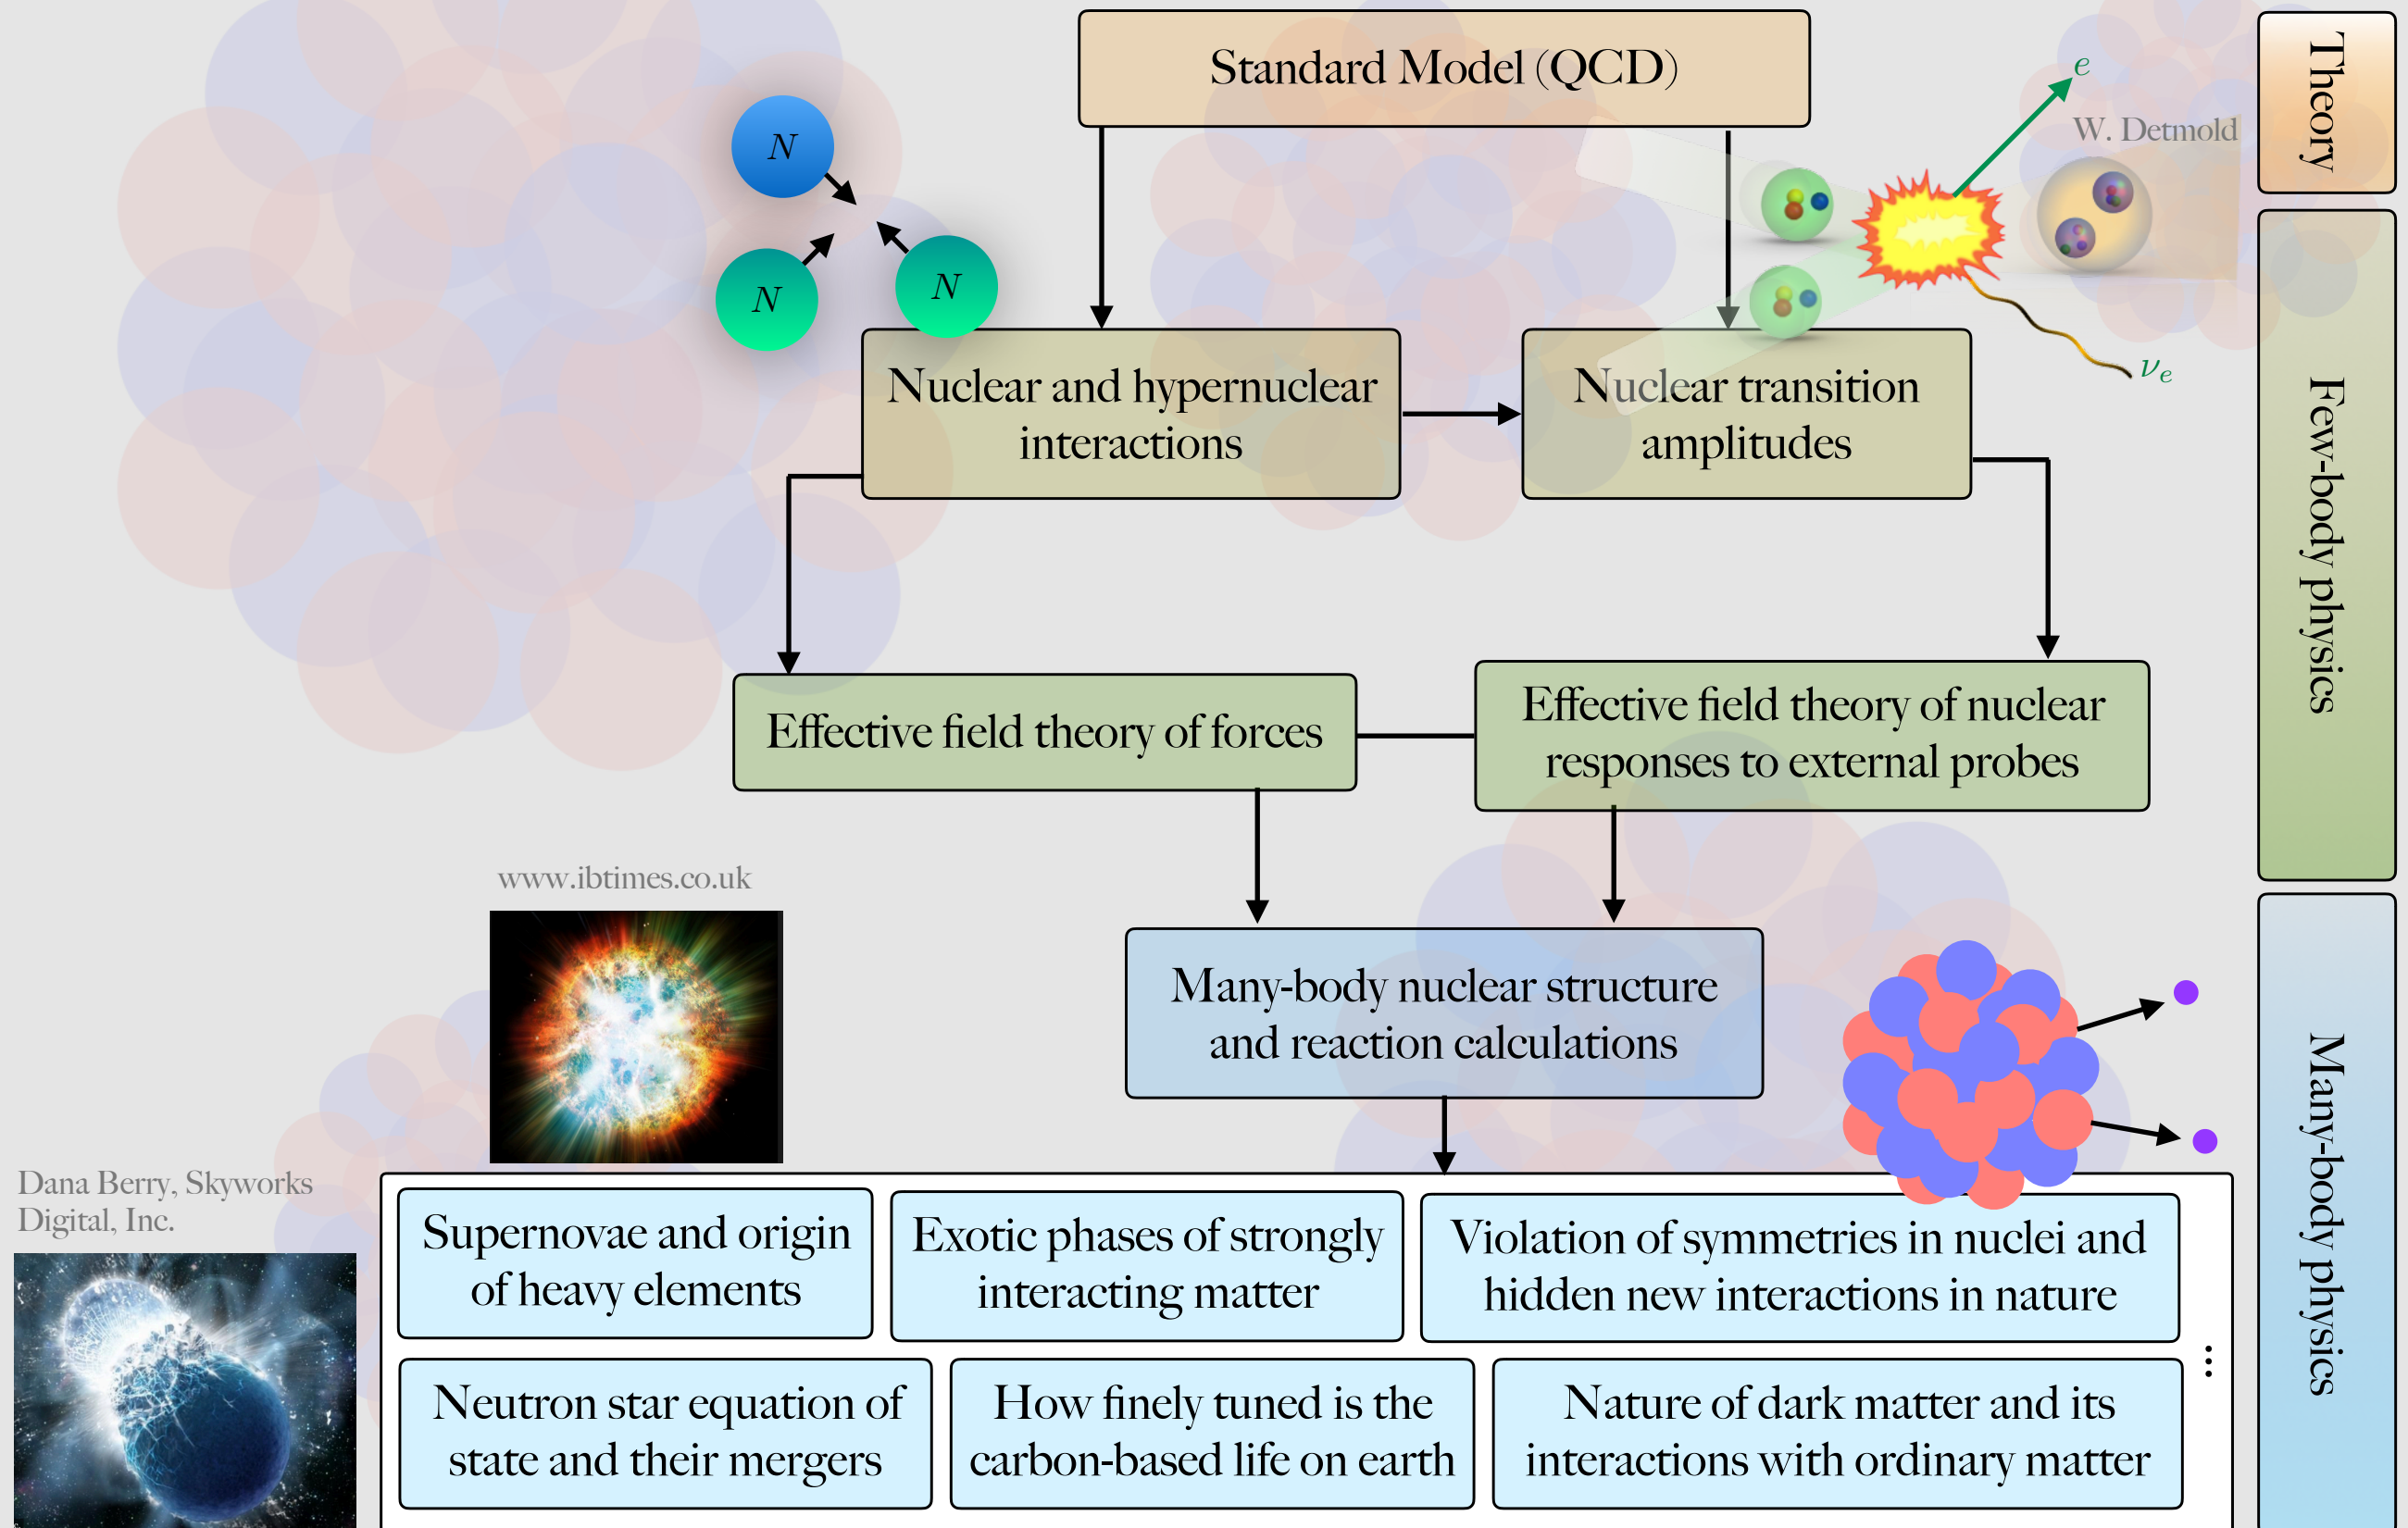 Standard Model (QCD)
Theory
e
W. Detmold
N
N
N
ν_e
Nuclear and hypernuclear
interactions
Nuclear transition
amplitudes
Few-body physics
Effective field theory of forces
Effective field theory of nuclear
responses to external probes
www.ibtimes.co.uk
Many-body nuclear structure
and reaction calculations
Many-body physics
Dana Berry, Skyworks
Digital, Inc.
Supernovae and origin
of heavy elements
Exotic phases of strongly
interacting matter
Violation of symmetries in nuclei and
hidden new interactions in nature
⋮
Neutron star equation of
state and their mergers
How finely tuned is the
carbon-based life on earth
Nature of dark matter and its
interactions with ordinary matter